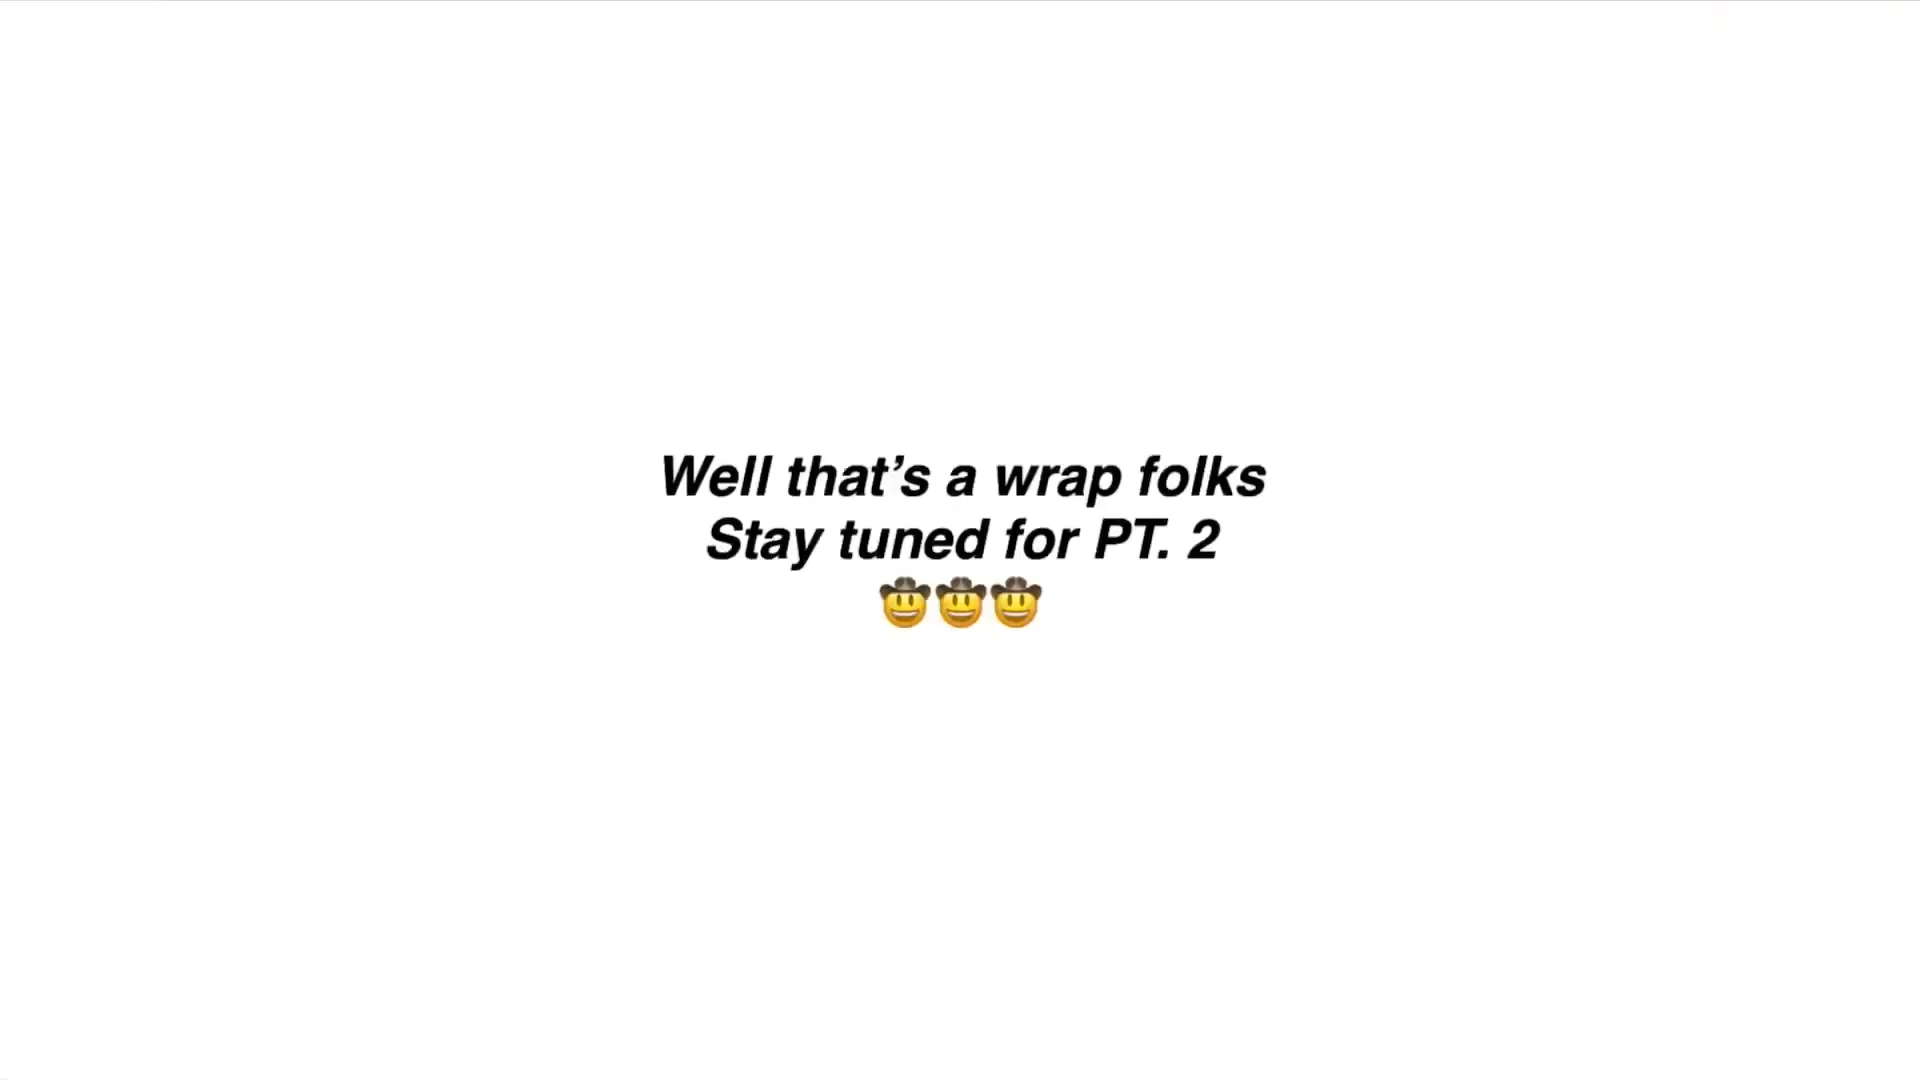 Well that’s a wrap folks
Stay tuned for PT. 2
🤠🤠🤠